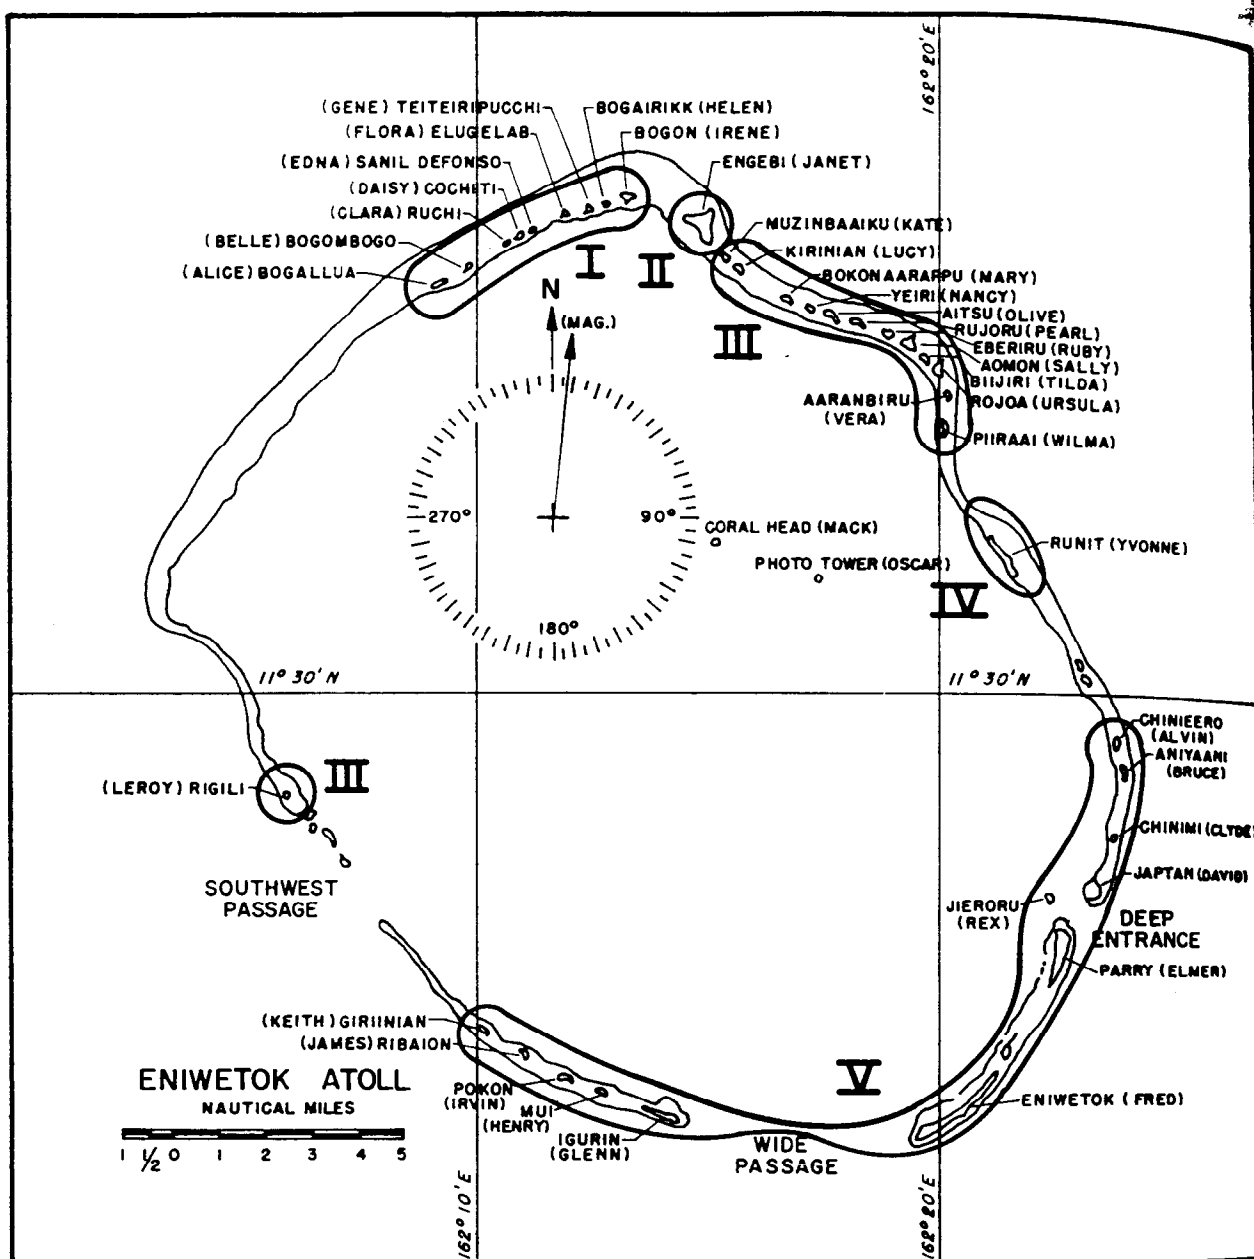 162° 20'E
(GENE) TEITEIRIPUCCHI
BOGAIRIKK (HELEN)
(FLORA) ELUGELAB
BOGON (IRENE)
(EDNA) SANIL DEFONSO
ENGEBI (JANET)
(DAISY) COCHITI
(CLARA) RUCHI
MUZINBAAIKU (KATE)
(BELLE) BOGOMBOGO
KIRINIAN (LUCY)
(ALICE) BOGALLUA
I
II
BOKONAARAPPU (MARY)
N
YEIRI (NANCY)
AITSU (OLIVE)
(MAG.)
III
RUJORU (PEARL)
EBERIRU (RUBY)
AOMON (SALLY)
BIIJIRI (TILDA)
AARANBIRU
(VERA)
ROJOA (URSULA)
PIIRAAI (WILMA)
270°
90°
CORAL HEAD (MACK)
RUNIT (YVONNE)
PHOTO TOWER (OSCAR)
IV
180°
11° 30' N
11° 30' N
CHINIEERO
(ALVIN)
ANIYAANI
(BRUCE)
III
(LEROY) RIGILI
CHINIMI (CLYDE)
SOUTHWEST
PASSAGE
JAPTAN (DAVID)
JIERORU
(REX)
DEEP
ENTRANCE
PARRY (ELMER)
(KEITH) GIRIINIAN
(JAMES) RIBAION
V
ENIWETOK ATOLL
NAUTICAL MILES
POKON
(IRVIN)
MUI
(HENRY)
IGURIN
(GLENN)
ENIWETOK (FRED)
1 1/2 0 1 2 3 4 5
WIDE
PASSAGE
162° 10'E
162° 20'E